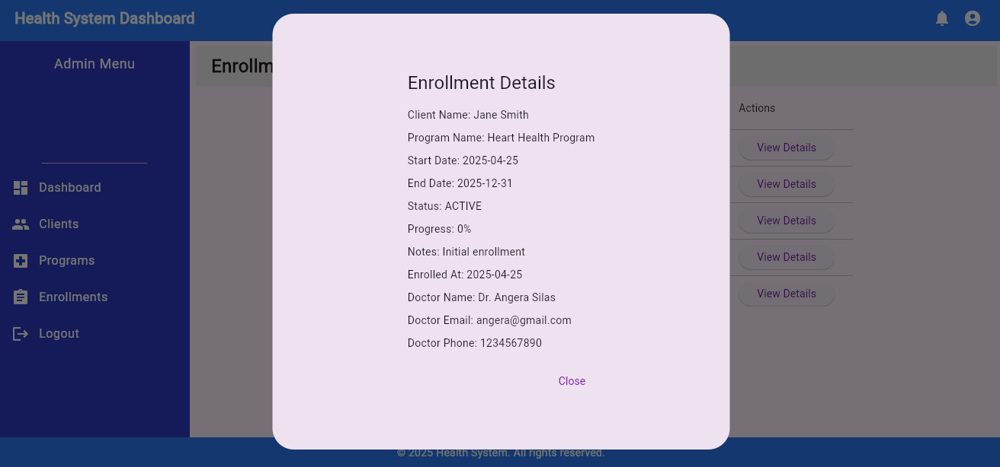 Health System Dashboard
Admin Menu
Dashboard
Clients
Programs
Enrollments
Logout
Enrollm
Actions
View Details
View Details
View Details
View Details
View Details
Enrollment Details
Client Name: Jane Smith
Program Name: Heart Health Program
Start Date: 2025-04-25
End Date: 2025-12-31
Status: ACTIVE
Progress: 0%
Notes: Initial enrollment
Enrolled At: 2025-04-25
Doctor Name: Dr. Angera Silas
Doctor Email: angera@gmail.com
Doctor Phone: 1234567890
Close
© 2025 Health System. All rights reserved.